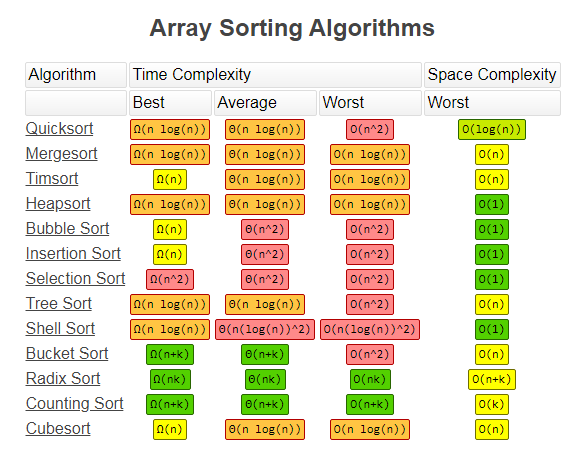 Array Sorting Algorithms
Algorithm Time Complexity Space Complexity
Best Average Worst Worst
Quicksort Ω(n log(n)) Θ(n log(n)) O(n^2) O(log(n))
Mergesort Ω(n log(n)) Θ(n log(n)) O(n log(n)) O(n)
Timsort Ω(n) Θ(n log(n)) O(n log(n)) O(n)
Heapsort Ω(n log(n)) Θ(n log(n)) O(n log(n)) O(1)
Bubble Sort Ω(n) Θ(n^2) O(n^2) O(1)
Insertion Sort Ω(n) Θ(n^2) O(n^2) O(1)
Selection Sort Ω(n^2) Θ(n^2) O(n^2) O(1)
Tree Sort Ω(n log(n)) Θ(n log(n)) O(n^2) O(n)
Shell Sort Ω(n log(n)) Θ(n(log(n))^2) O(n(log(n))^2) O(1)
Bucket Sort Ω(n+k) Θ(n+k) O(n^2) O(n)
Radix Sort Ω(nk) Θ(nk) O(nk) O(n+k)
Counting Sort Ω(n+k) Θ(n+k) O(n+k) O(k)
Cubesort Ω(n) Θ(n log(n)) O(n log(n)) O(n)